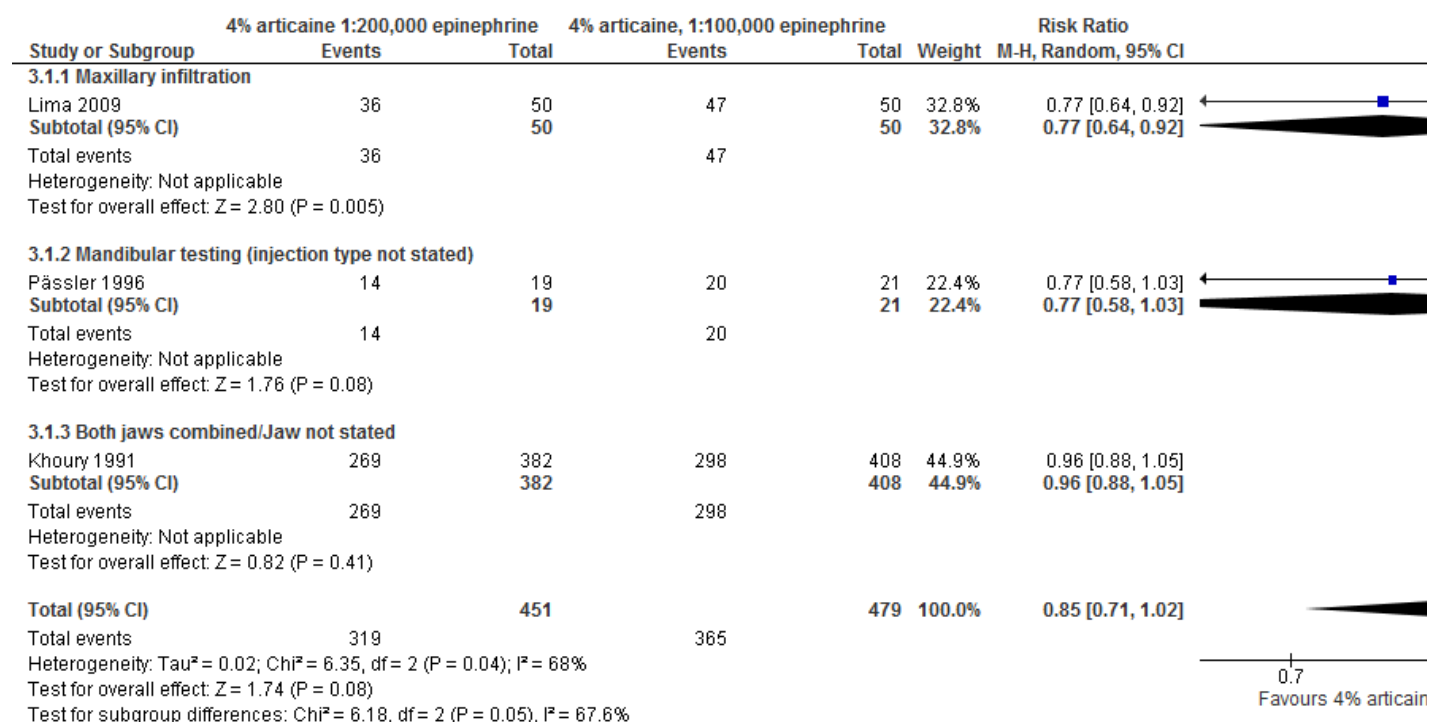 4% articaine 1:200,000 epinephrine 4% articaine, 1:100,000 epinephrine Risk Ratio
Study or Subgroup Events Total Events Total Weight M-H, Random, 95% CI
3.1.1 Maxillary infiltration
Lima 2009 36 50 47 50 32.8% 0.77 [0.64, 0.92]
Subtotal (95% CI) 50 50 32.8% 0.77 [0.64, 0.92]
Total events 36 47
Heterogeneity: Not applicable
Test for overall effect: Z = 2.80 (P = 0.005)
3.1.2 Mandibular testing (injection type not stated)
Pässler 1996 14 19 20 21 22.4% 0.77 [0.58, 1.03]
Subtotal (95% CI) 19 21 22.4% 0.77 [0.58, 1.03]
Total events 14 20
Heterogeneity: Not applicable
Test for overall effect: Z = 1.76 (P = 0.08)
3.1.3 Both jaws combined/Jaw not stated
Khoury 1991 269 382 298 408 44.9% 0.96 [0.88, 1.05]
Subtotal (95% CI) 382 408 44.9% 0.96 [0.88, 1.05]
Total events 269 298
Heterogeneity: Not applicable
Test for overall effect: Z = 0.82 (P = 0.41)
Total (95% CI) 451 479 100.0% 0.85 [0.71, 1.02]
Total events 319 365
Heterogeneity: Tau² = 0.02; Chi² = 6.35, df = 2 (P = 0.04); I² = 68%
0.7
Test for overall effect: Z = 1.74 (P = 0.08)
Favours 4% articain
Test for subgroup differences: Chi² = 6.18, df = 2 (P = 0.05), I² = 67.6%